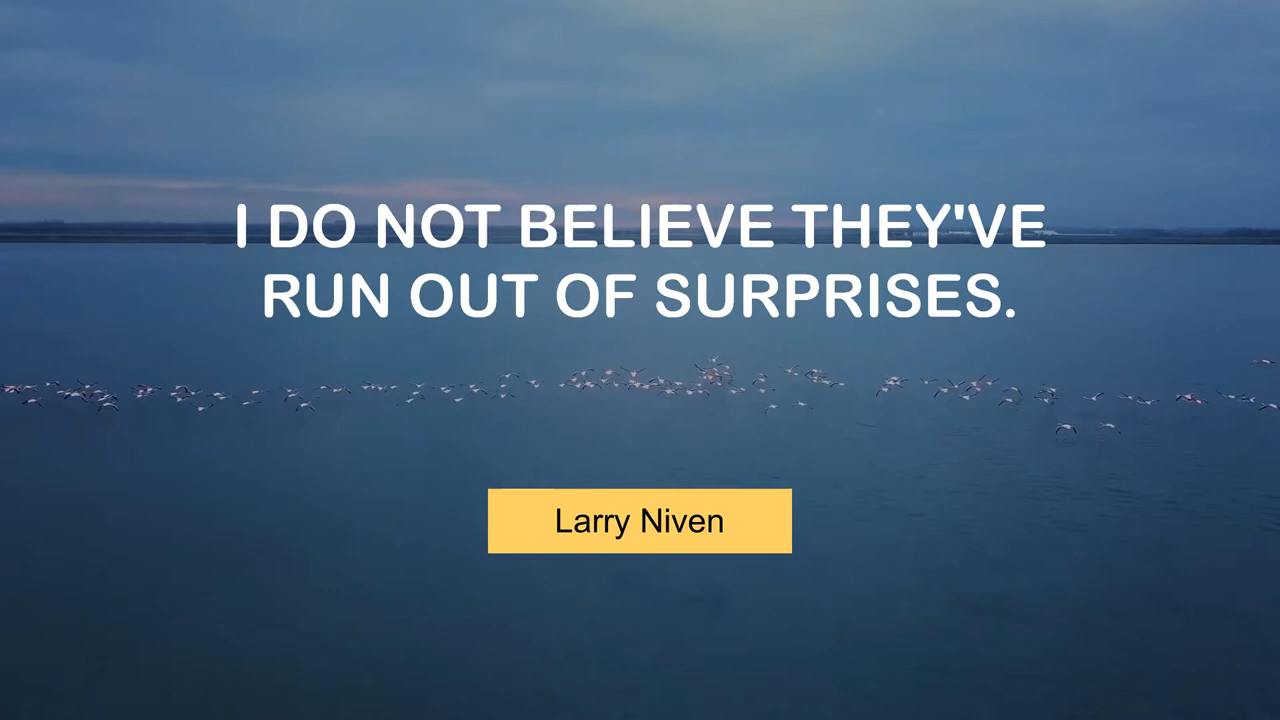 I DO NOT BELIEVE THEY'VE
RUN OUT OF SURPRISES.
Larry Niven